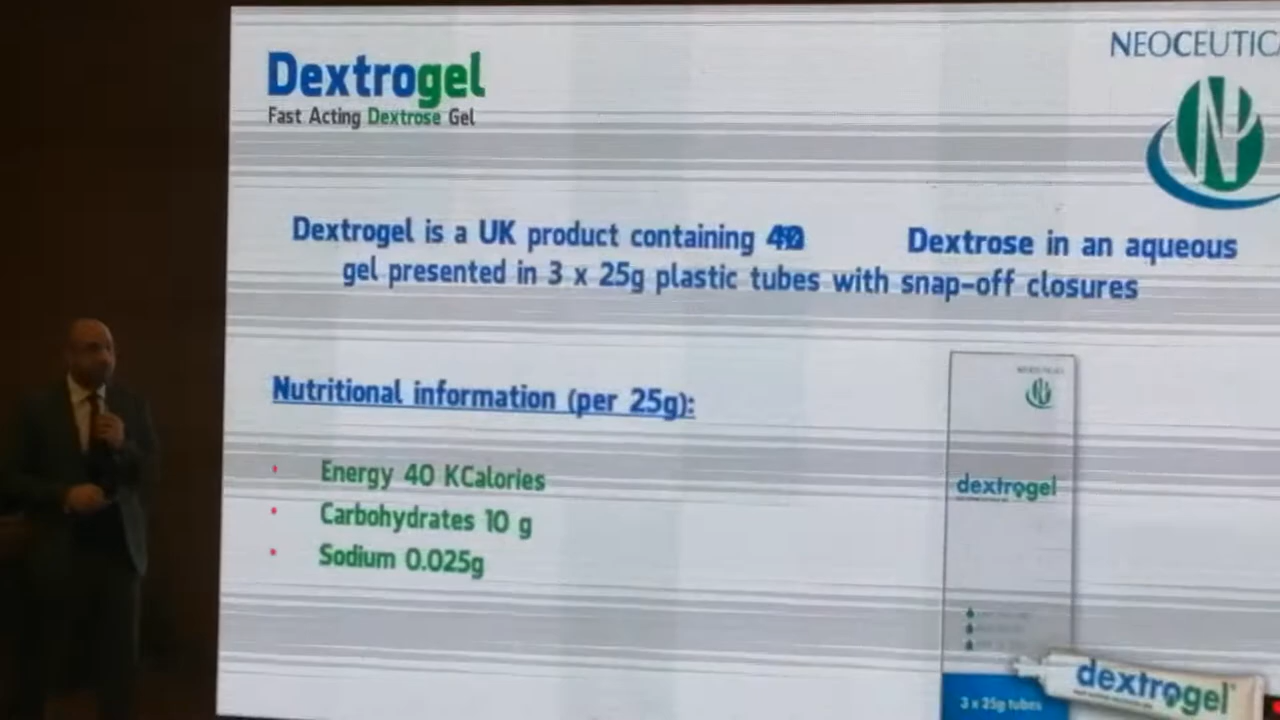 Dextrogel
Fast Acting Dextrose Gel
NEOCEUTICA
Dextrogel is a UK product containing Dextrose in an aqueous
gel presented in 3 x 25g plastic tubes with snap-off closures
Nutritional information (per 25g):
Energy 40 KCalories
Carbohydrates 10 g
Sodium 0.025g
dextrogel
3 x 25g tubes
dextrogel